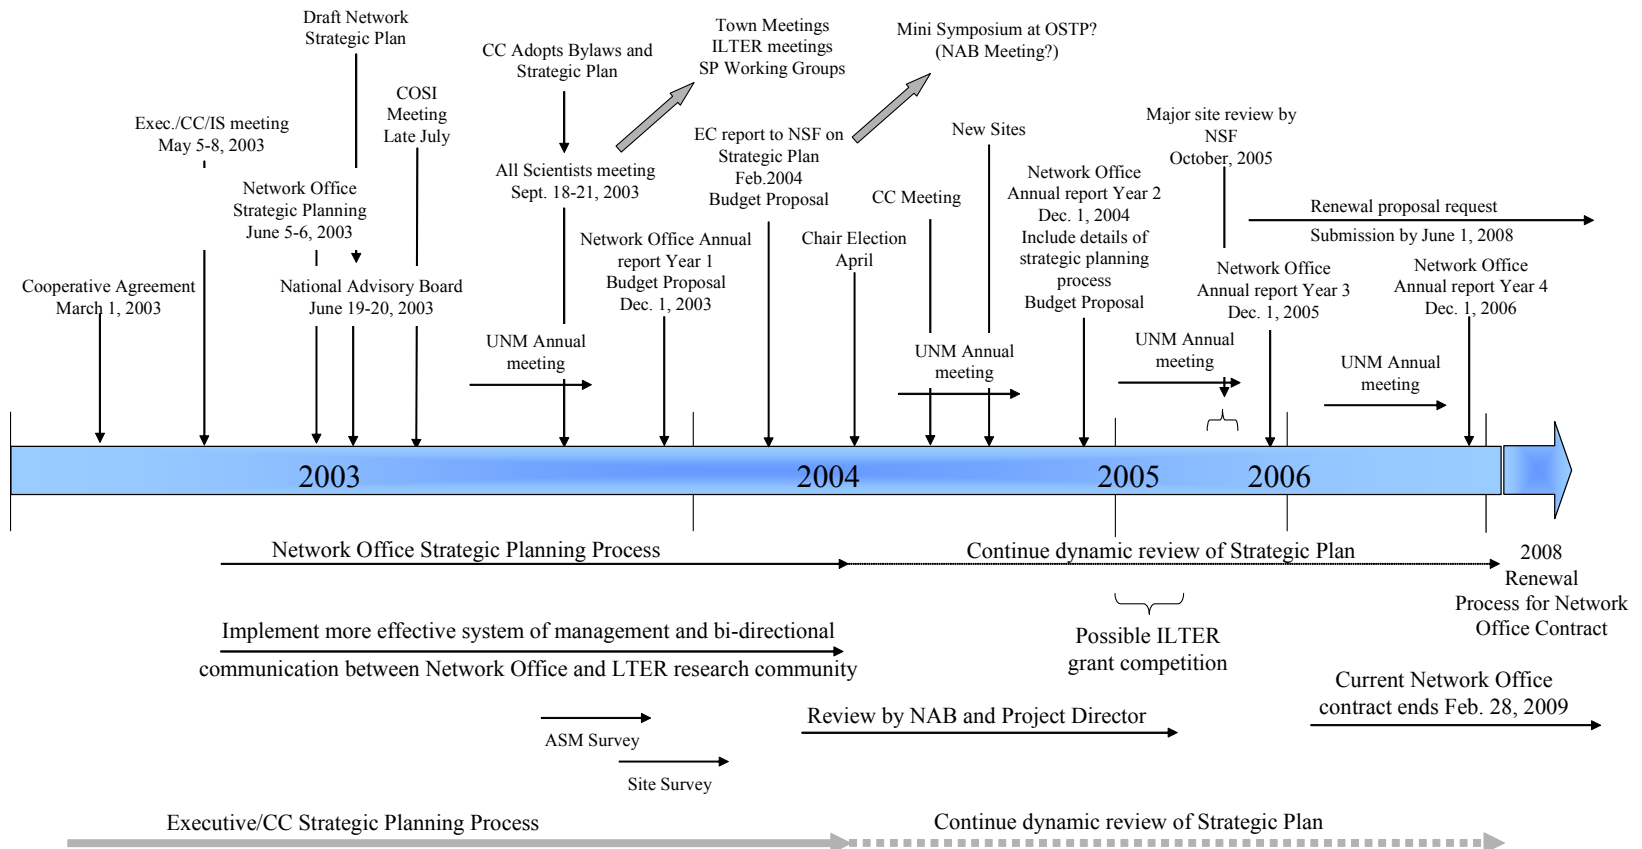 Draft Network
Strategic Plan
CC Adopts Bylaws and
Strategic Plan
Town Meetings
ILTER meetings
SP Working Groups
Mini Symposium at OSTP?
(NAB Meeting?)
COSI
Meeting
Late July
Exec./CC/IS meeting
May 5-8, 2003
Network Office
Strategic Planning
June 5-6, 2003
All Scientists meeting
Sept. 18-21, 2003
EC report to NSF on
Strategic Plan
Feb.2004
Budget Proposal
New Sites
CC Meeting
Network Office
Annual report Year 2
Dec. 1, 2004
Include details of
strategic planning
process
Budget Proposal
Major site review by
NSF
October, 2005
Renewal proposal request
Submission by June 1, 2008
Cooperative Agreement
March 1, 2003
National Advisory Board
June 19-20, 2003
Network Office Annual
report Year 1
Budget Proposal
Dec. 1, 2003
Chair Election
April
Network Office
Annual report Year 3
Dec. 1, 2005
Network Office
Annual report Year 4
Dec. 1, 2006
UNM Annual
meeting
UNM Annual
meeting
UNM Annual
meeting
UNM Annual
meeting
2003
2004
2005
2006
Network Office Strategic Planning Process
Continue dynamic review of Strategic Plan
2008
Renewal
Process for Network
Office Contract
Implement more effective system of management and bi-directional
communication between Network Office and LTER research community
Possible ILTER
grant competition
Current Network Office
contract ends Feb. 28, 2009
ASM Survey
Site Survey
Review by NAB and Project Director
Executive/CC Strategic Planning Process
Continue dynamic review of Strategic Plan